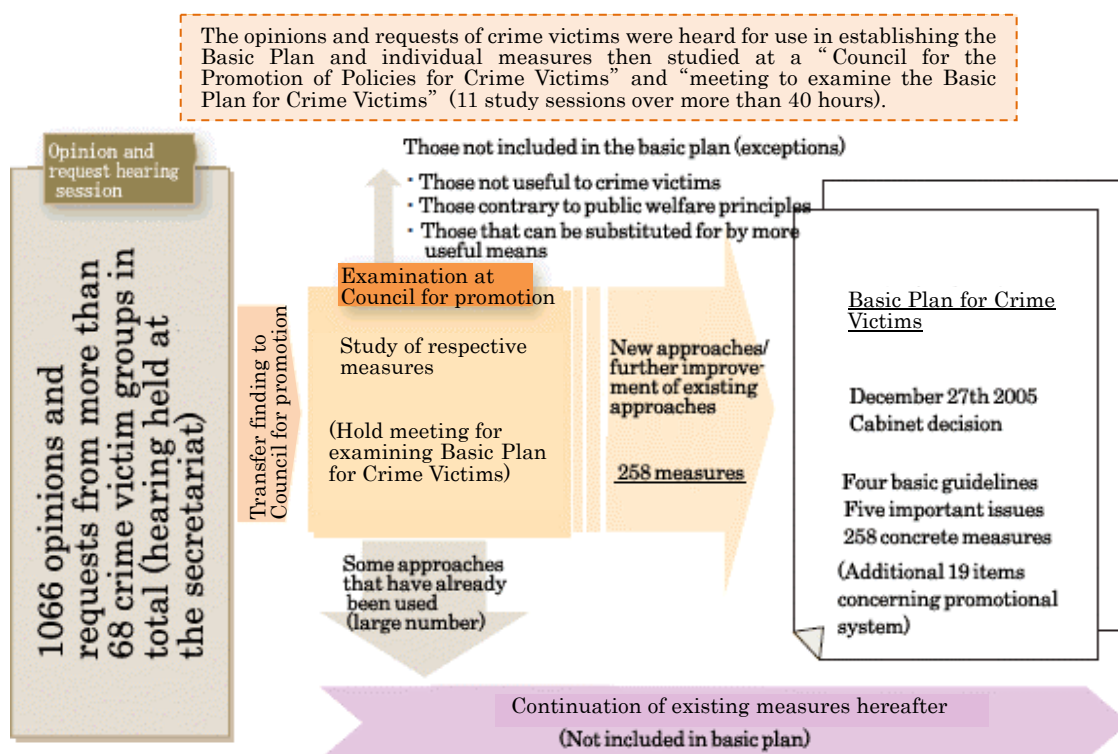 The opinions and requests of crime victims were heard for use in establishing the
Basic Plan and individual measures then studied at a “Council for the
Promotion of Policies for Crime Victims” and “meeting to examine the Basic
Plan for Crime Victims” (11 study sessions over more than 40 hours).
Opinion and
request hearing
session
1066 opinions and
requests from more than
68 crime victim groups in
total (hearing held at
the secretariat)
Transfer finding to
Council for promotion
Those not included in the basic plan (exceptions)
・Those not useful to crime victims
・Those contrary to public welfare principles
・Those that can be substituted for by more
useful means
Examination at
Council for promotion
Study of respective
measures
(Hold meeting for
examining Basic Plan
for Crime Victims)
Some approaches
that have already
been used
(large number)
New approaches/
further improve-
ment of existing
approaches
258 measures
Basic Plan for Crime
Victims
December 27th 2005
Cabinet decision
Four basic guidelines
Five important issues
258 concrete measures
(Additional 19 items
concerning promotional
system)
Continuation of existing measures hereafter
(Not included in basic plan)